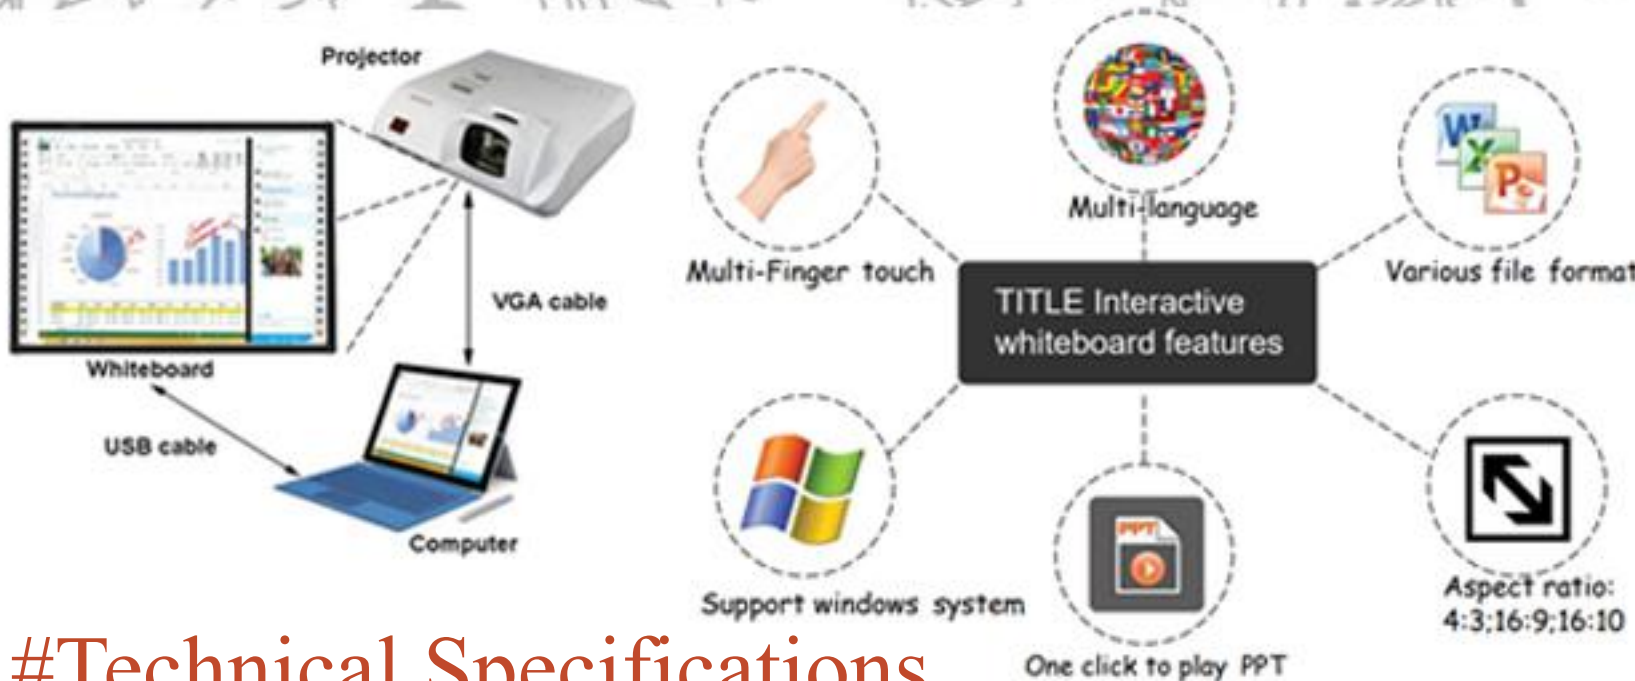 Projector
VGA cable
Whiteboard
USB cable
Computer
Multi-language
Multi-Finger touch
Various file format
TITLE Interactive
whiteboard features
Support windows system
PPT
One click to play PPT
Aspect ratio:
4:3;16:9;16:10
#Technical Specifications